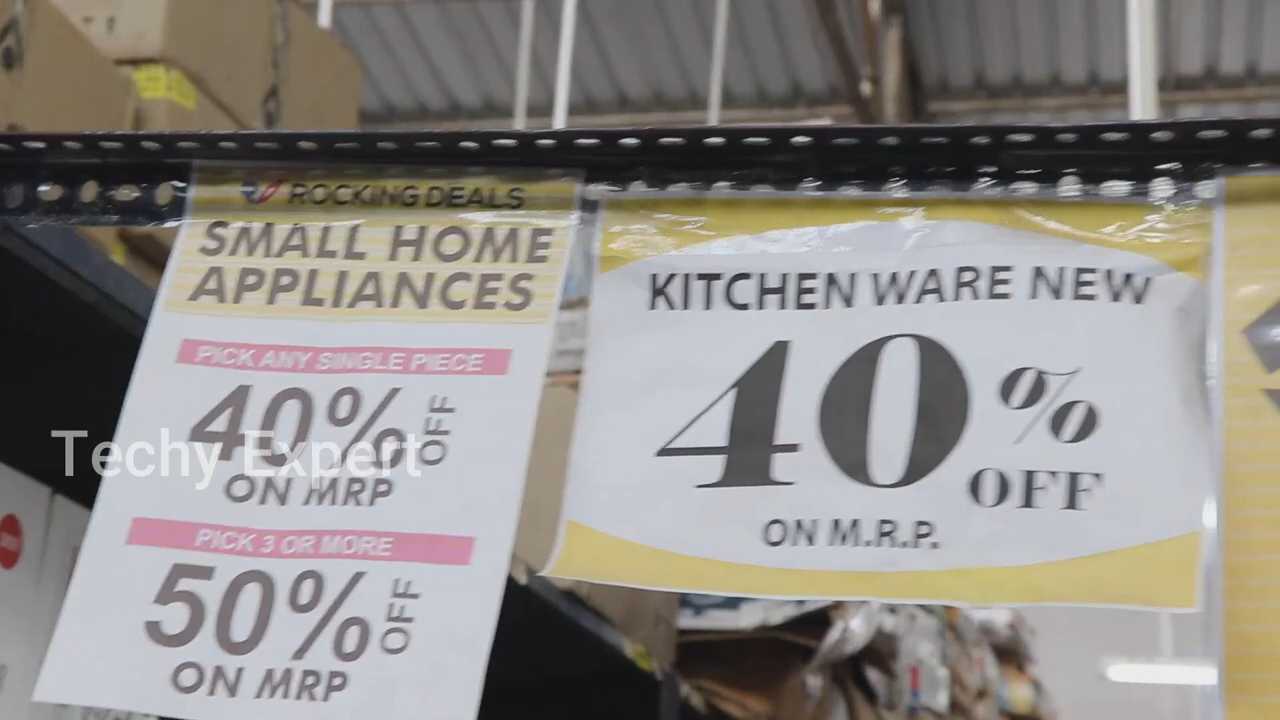 ROCKING DEALS
SMALL HOME
APPLIANCES
PICK ANY SINGLE PIECE
40% OFF
ON MRP
PICK 3 OR MORE
50% OFF
ON MRP
KITCHEN WARE NEW
40%
OFF
ON M.R.P.
Techy Expert